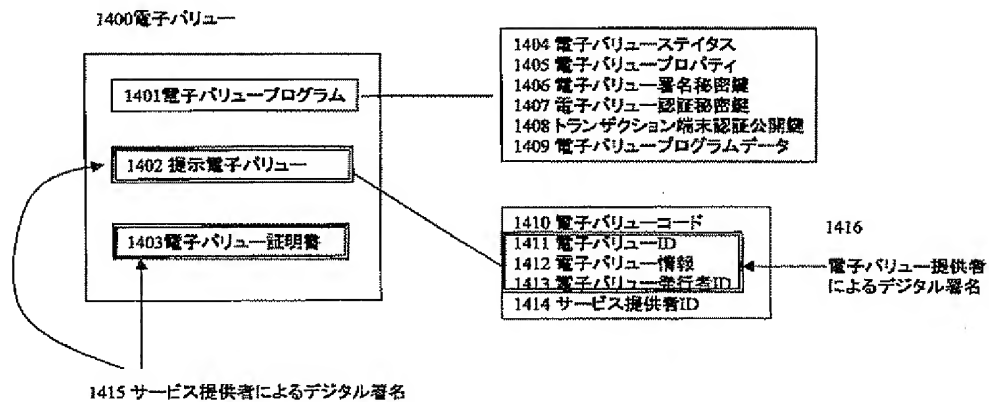 1400電子バリュー
1401電子バリュープログラム
1402 提示電子バリュー
1403電子バリュー証明書
1404 電子バリューステイタス
1405 電子バリュープロパティ
1406 電子バリュー署名秘密鍵
1407 電子バリュー認証秘密鍵
1408 トランザクション端末認証公開鍵
1409 電子バリュープログラムデータ
1410 電子バリューコード
1411 電子バリューID
1412 電子バリュー情報
1413 電子バリュー発行者ID
1414 サービス提供者ID
1416
電子バリュー提供者
によるデジタル署名
1415 サービス提供者によるデジタル署名